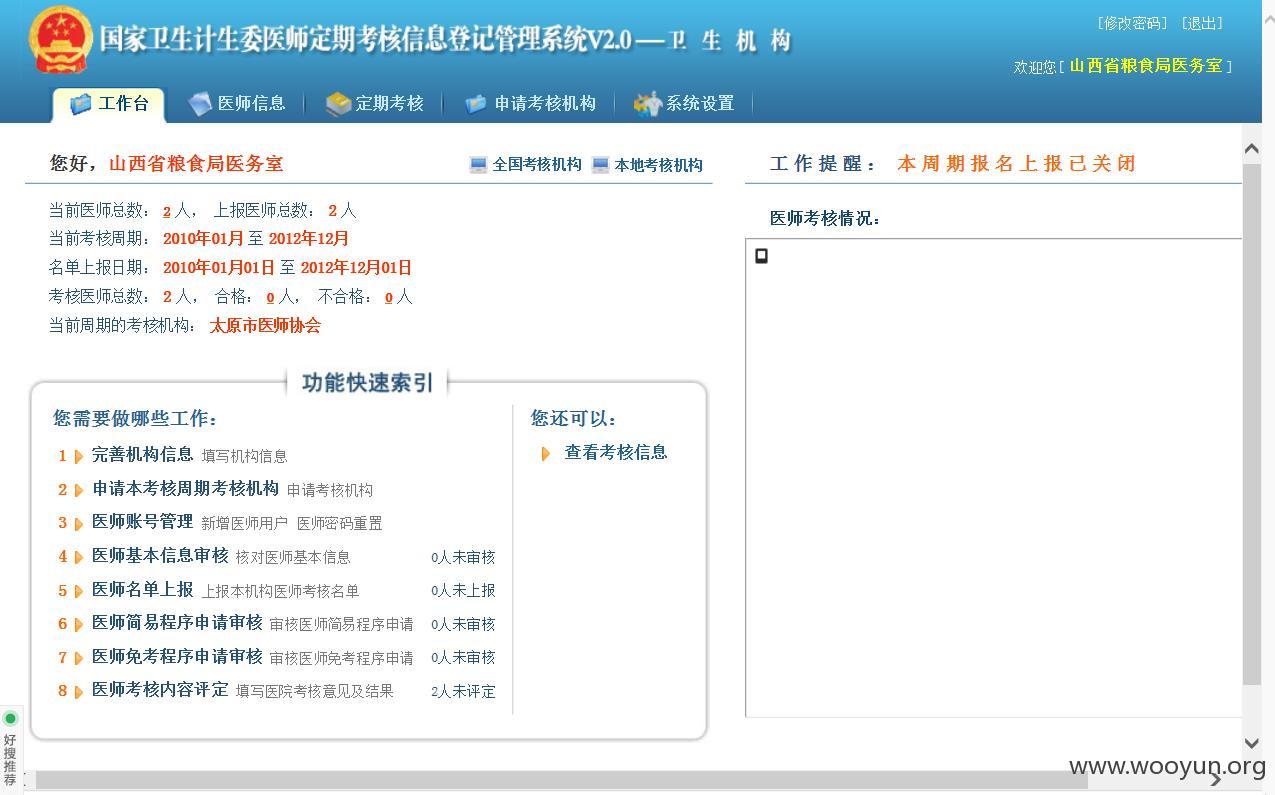 国家卫生计生委医师定期考核信息登记管理系统V2.0—卫 生 机 构
[修改密码] [退出]
欢迎您[ 山西省粮食局医务室 ]
工作台 医师信息 定期考核 申请考核机构 系统设置
您好，山西省粮食局医务室 全国考核机构 本地考核机构
当前医师总数： 2 人， 上报医师总数： 2 人
当前考核周期： 2010年01月 至 2012年12月
名单上报日期： 2010年01月01日 至 2012年12月01日
考核医师总数： 2 人， 合格： 0 人， 不合格： 0 人
当前周期的考核机构： 太原市医师协会
功能快速索引
您需要做哪些工作：
1 完善机构信息 填写机构信息
2 申请本考核周期考核机构 申请考核机构
3 医师账号管理 新增医师用户 医师密码重置
4 医师基本信息审核 核对医师基本信息 0人未审核
5 医师名单上报 上报本机构医师考核名单 0人未上报
6 医师简易程序申请审核 审核医师简易程序申请 0人未审核
7 医师免考程序申请审核 审核医师免考程序申请 0人未审核
8 医师考核内容评定 填写医院考核意见及结果 2人未评定
您还可以：
查看考核信息
工作提醒： 本周期报名上报已关闭
医师考核情况：
好搜推荐
www.wooyun.org